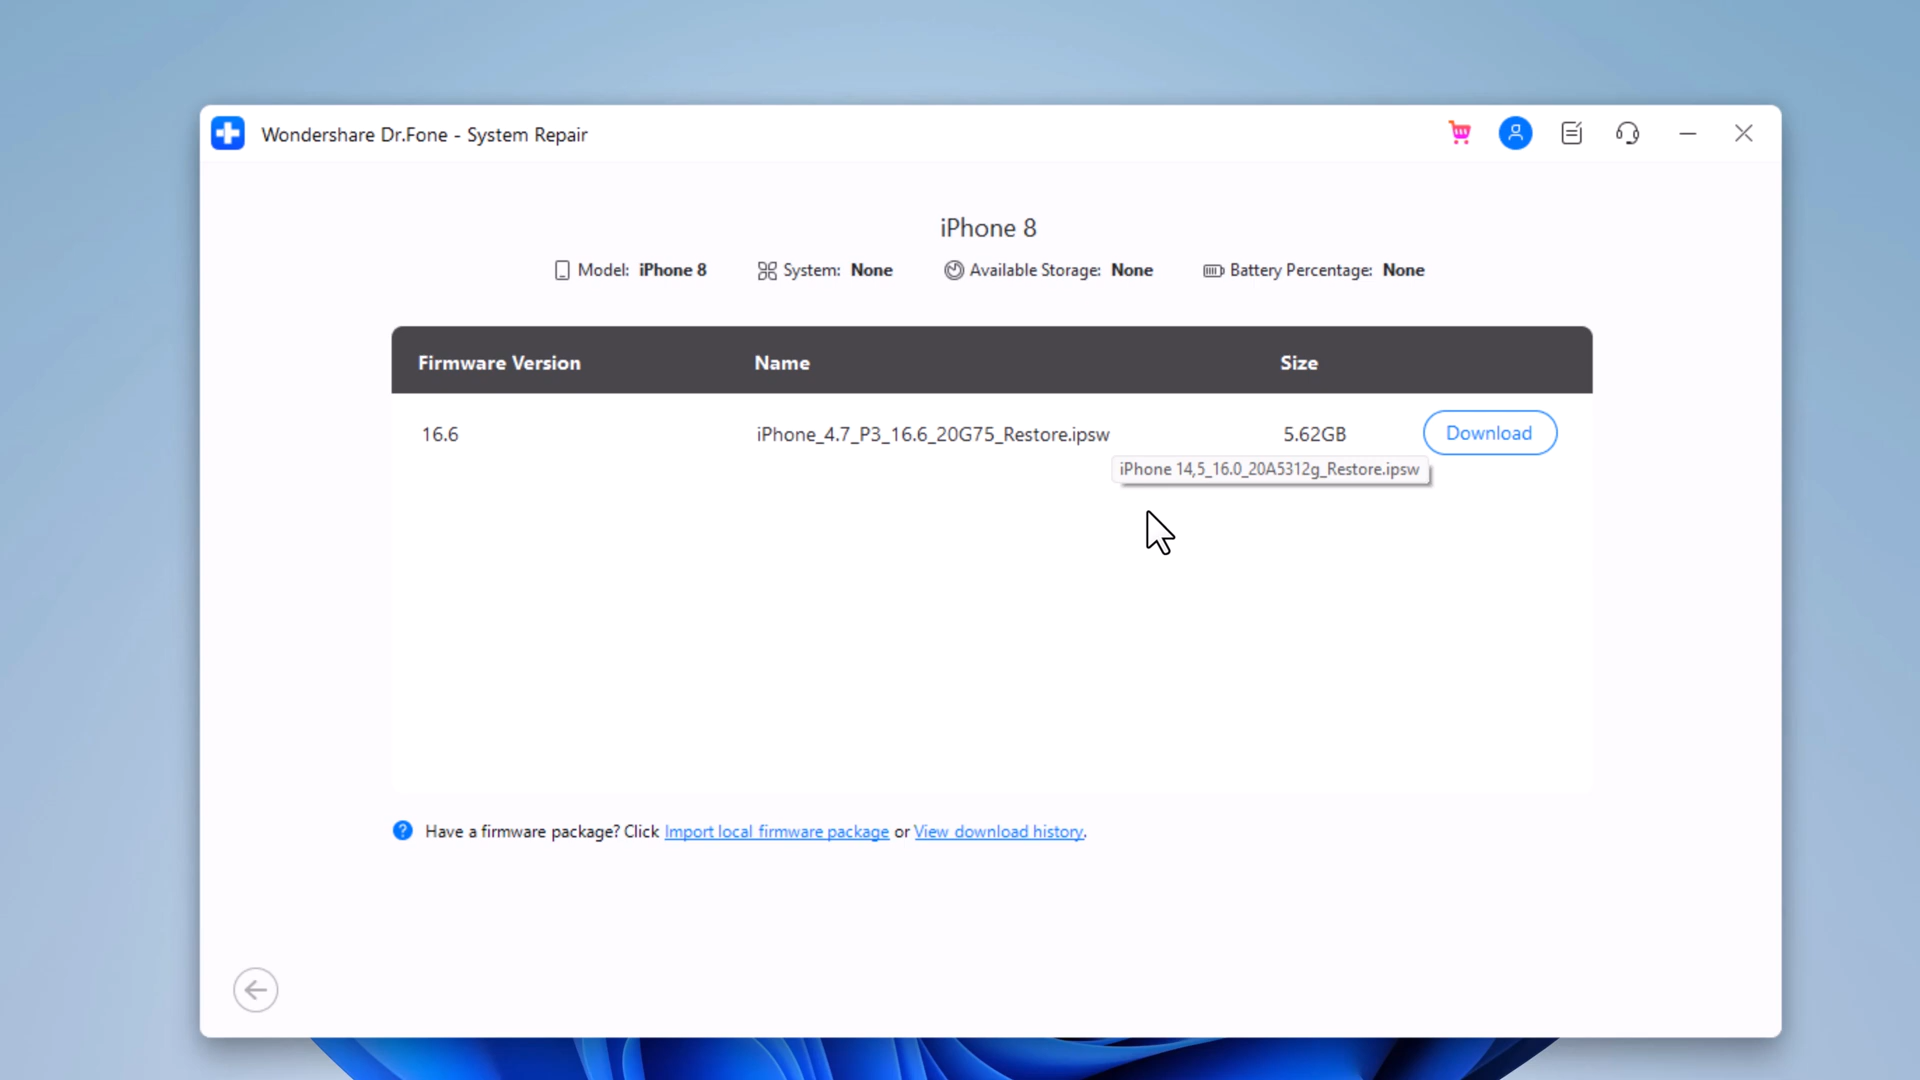 Wondershare Dr.Fone - System Repair
iPhone 8
Model: iPhone 8 System: None Available Storage: None Battery Percentage: None
Firmware Version Name Size
16.6 iPhone_4.7_P3_16.6_20G75_Restore.ipsw 5.62GB Download
iPhone 14,5_16.0_20A5312g_Restore.ipsw
Have a firmware package? Click Import local firmware package or View download history.